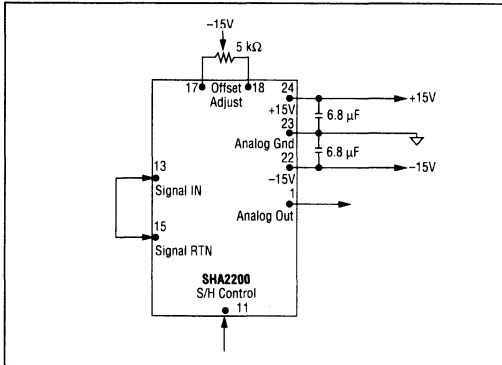 −15V
5 kΩ
17
18
Offset
Adjust
24
+15V
+15V
6.8 µF
23
Analog Gnd
6.8 µF
22
−15V
−15V
13
Signal IN
1
Analog Out
15
Signal RTN
SHA2200
S/H Control
11